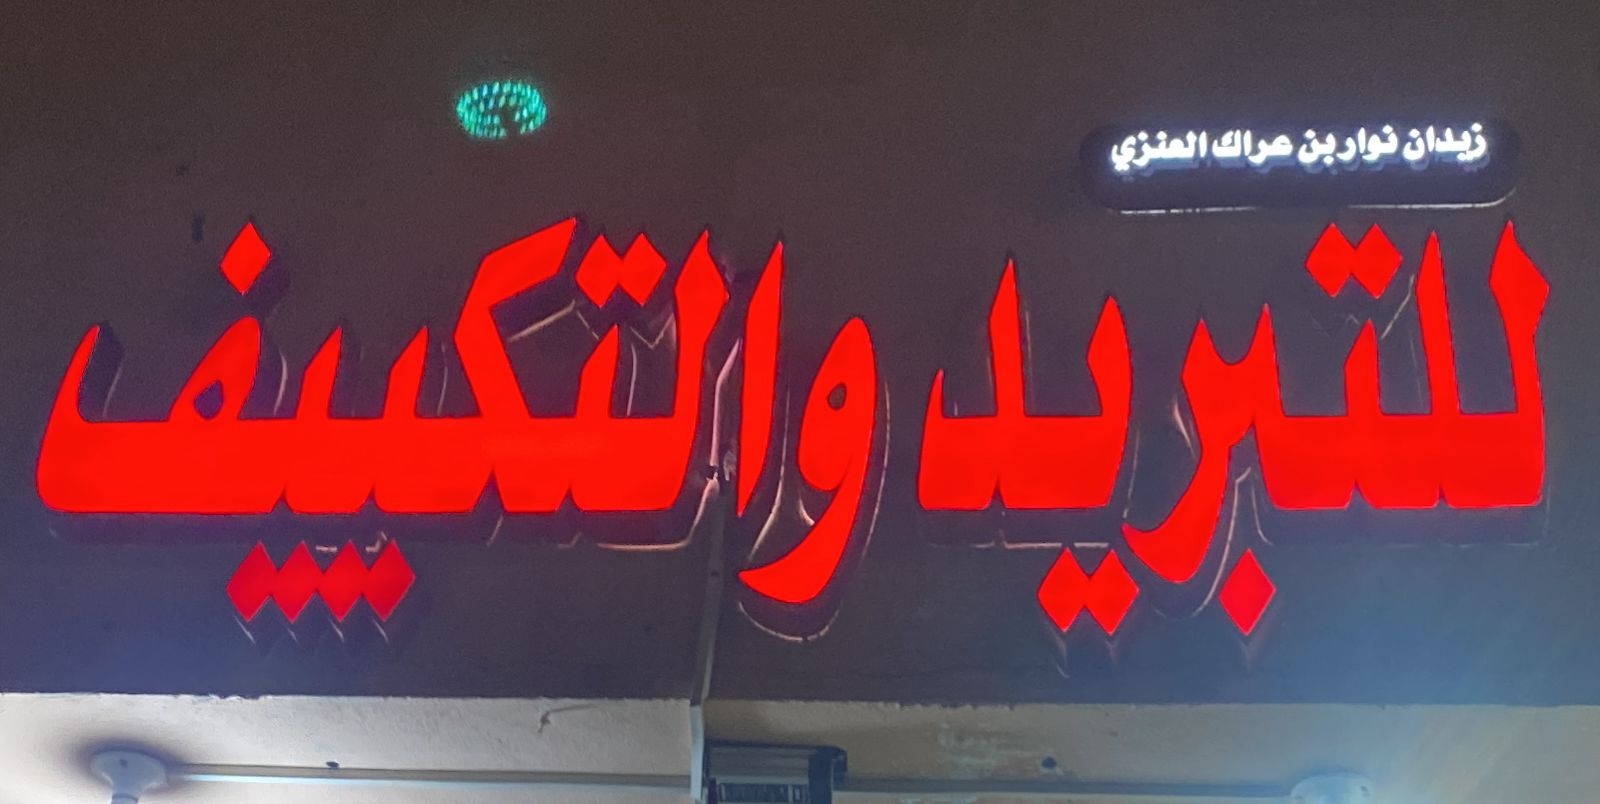 زيدان نوار بن عراك العنزي
للتبريد والتكييف